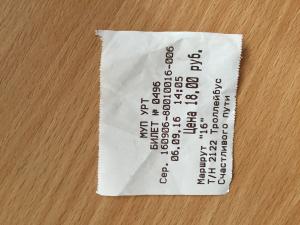 МУП УРТ
БИЛЕТ № 0496
Сер. 160906-80010016-006
06.09.16 14:05
Цена 18,00 руб.
Маршрут "16"
Т/Н 2122 Троллейбус
Счастливого пути